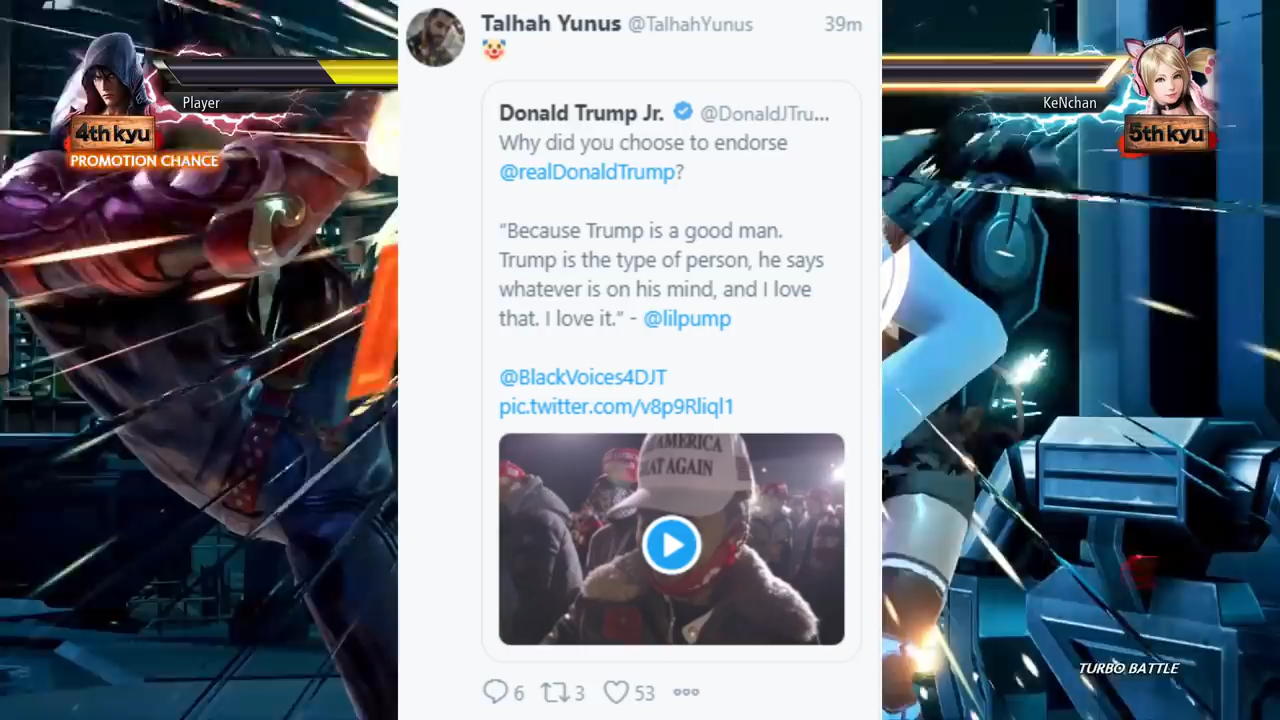 Talhah Yunus @TalhahYunus 39m
🤡
Donald Trump Jr. @DonaldJTru...
Why did you choose to endorse
@realDonaldTrump?
“Because Trump is a good man.
Trump is the type of person, he says
whatever is on his mind, and I love
that. I love it.” - @lilpump
@BlackVoices4DJT
pic.twitter.com/v8p9Rliql1
AMERICA
EAT AGAIN
6 3 53
Player
4th kyu
PROMOTION CHANCE
KeNchan
5th kyu
TURBO BATTLE